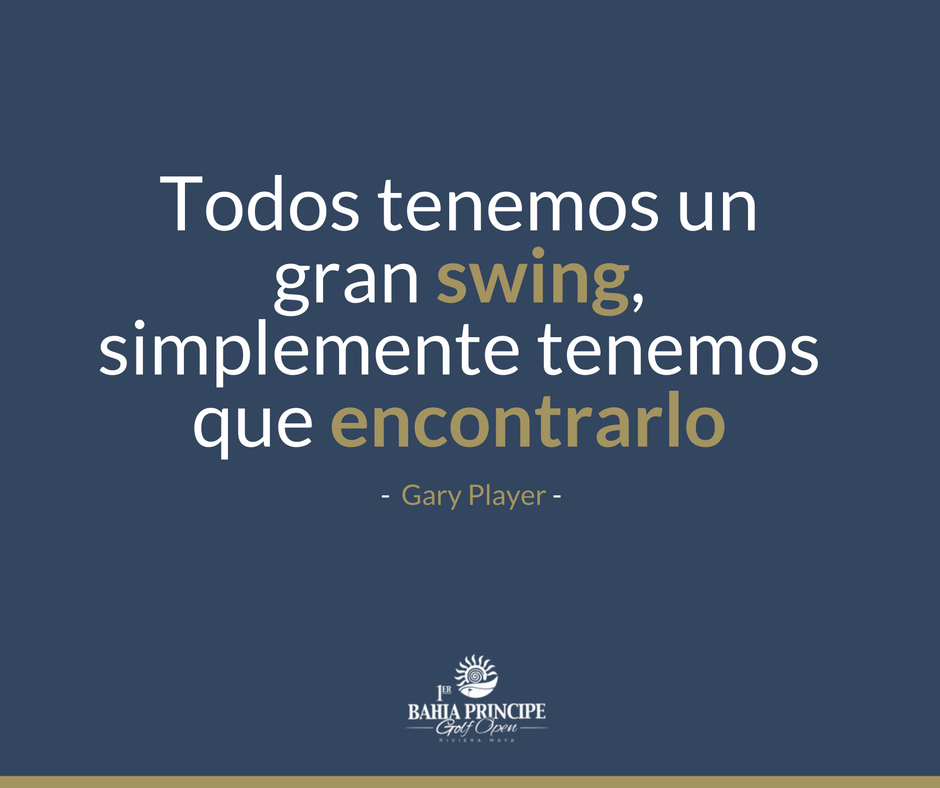 Todos tenemos un
gran swing,
simplemente tenemos
que encontrarlo
- Gary Player -
1ER
BAHIA PRINCIPE
Golf Open
RIVIERA MAYA